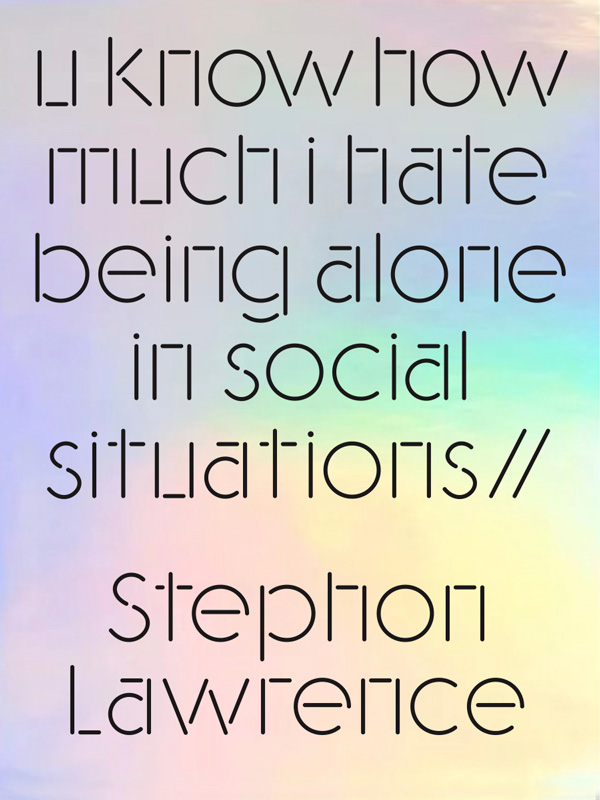 u know how
much i hate
being alone
in social
situations//
Stephon
Lawrence